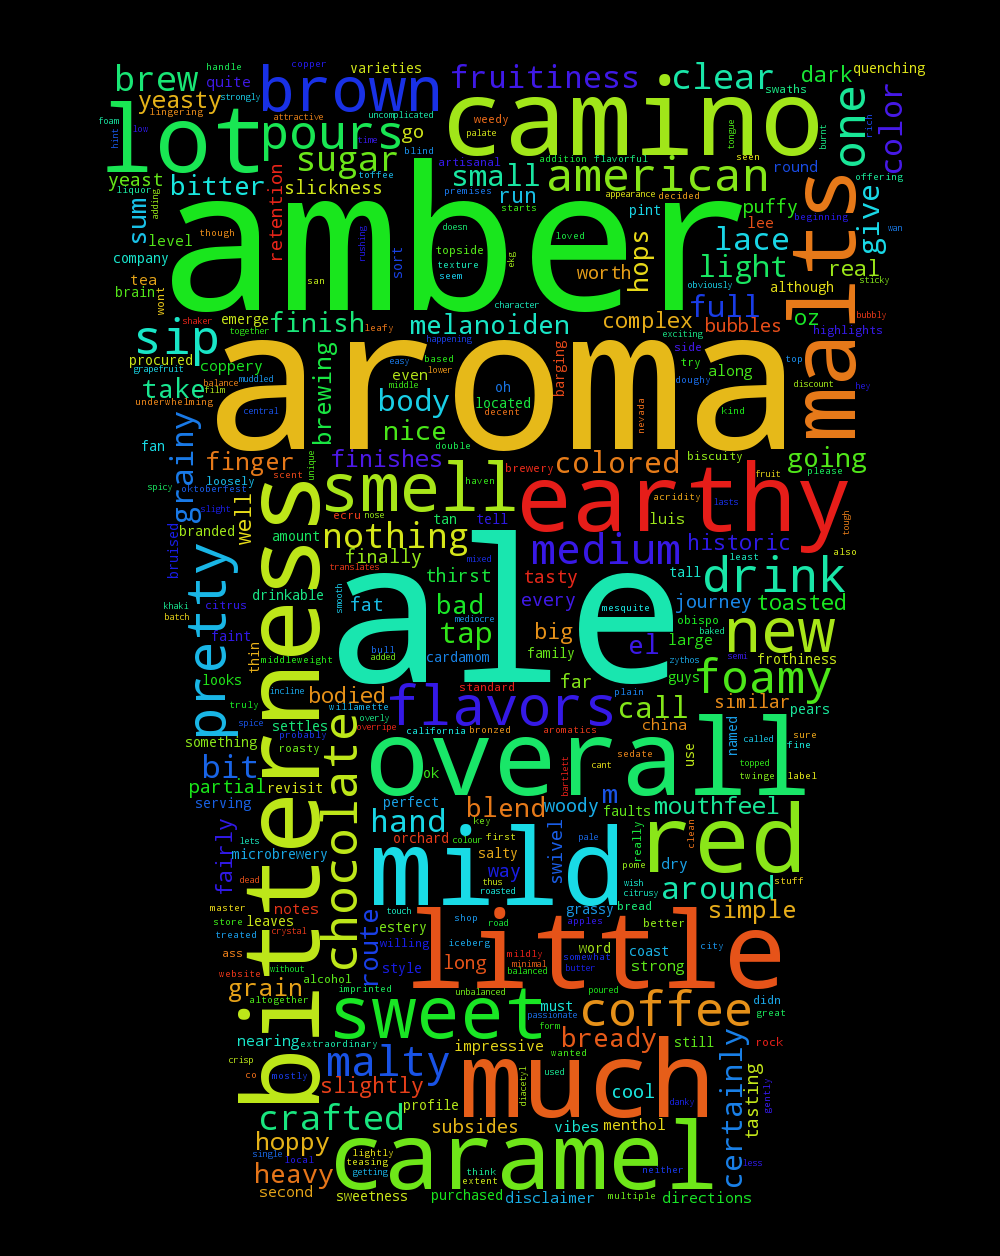 handle copper varieties fruitiness clear dark quenching
brew quite brown camino swaths
yeasty strongly color
lingering attractive uncomplicated weedy one
foam lot pours go palate tongue burnt rich
hint low sugar time blind artisanal addition flavorful seen round
yeast bitter retention slickness toffee small american malts offering
liquor adding sum run premises appearance decided give
though amber starts pint puffy beginning wan
level doesn loved lee
company rushing sort topside ekg hops lace
tea texture worth light real sticky
brain wont san seem obviously although
character full oz bubbly
shaker emerge finish leafy melanoiden complex bubbles highlights
sip together happening exciting
procured grapefruit coppery aroma easy based barging side try along top
take balance muddled brewing even lower doughy discount hey
underwhelming film middle body oh located
central decent nevada kind
fan grainy nice double
finger unique finishes colored biscuity going
spicy loosely scent smell brewery earthy fruit please
oktoberfest haven acridity lasts
slight well bitterness ecru nose tan tell luis tough
bruised branded amount nothing medium historic also
finally translates mixed least
pretty thirst tasty tall drink
khaki citrus drinkable smooth fat ale every mesquite journey toasted
batch bad mediocre obispo
faint tap big el large baked new
thin middleweight bull added cardamom family zythos semi frothiness
looks incline bodied standard far guys foamy
truly willamette flavors plain call similar pears
spice settles overly california bronzed aromatics china named
something probably overripe sure
roasty chocolate overall cant sedate use called fine
bit ok bartlett topped
partial revisit twinge label
serving perfect blend woody m faults mouthfeel
fairly hand key
lets orchard colour first swivel pale really clean red
microbrewery salty dry
dead way thus roasted mild pome stuff
wish citrusy around
master notes touch little grassy bread simple
store leaves route estery shop road apples better
treated crystal willing iceberg word coast city
ass mildly minimal somewhat
website without style long balanced butter strong
grain alcohol
altogether imprinted sweet unbalanced poured coffee didn
must passionate form great
nearing extraordinary impressive wanted bready still rock
crisp malty
co mostly slightly used much cool certainly gently
diacetyl danky tasting
crafted profile
subsides vibes menthol
hoppy lightly caramel
single local teasing neither less
heavy getting think extent
second sweetness purchased disclaimer multiple directions